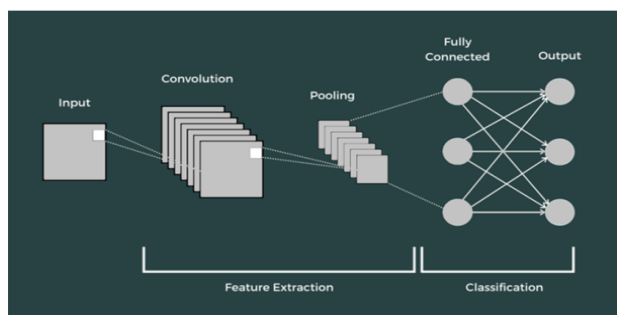 Input
Convolution
Pooling
Fully
Connected
Output
Feature Extraction
Classification